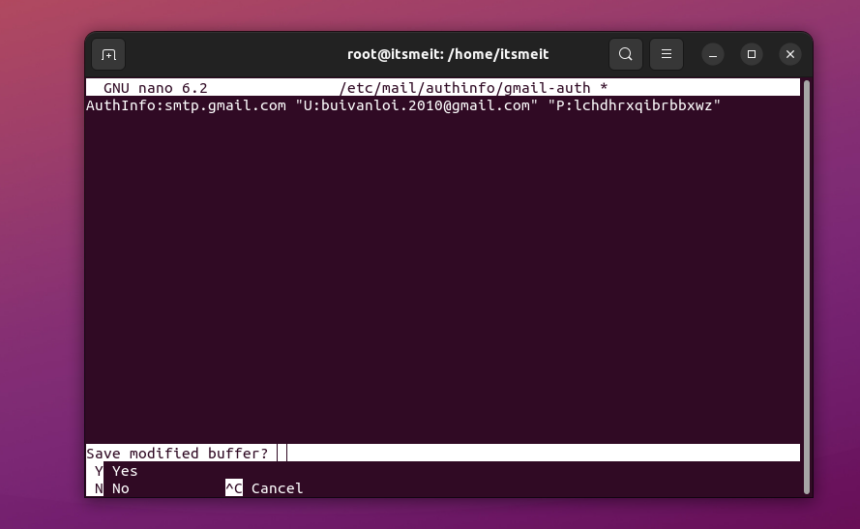 root@itsmeit: /home/itsmeit
GNU nano 6.2 /etc/mail/authinfo/gmail-auth *
AuthInfo:smtp.gmail.com "U:buivanloi.2010@gmail.com" "P:lchdhrxqibrbbxwz"
Save modified buffer?
Y Yes
N No ^C Cancel